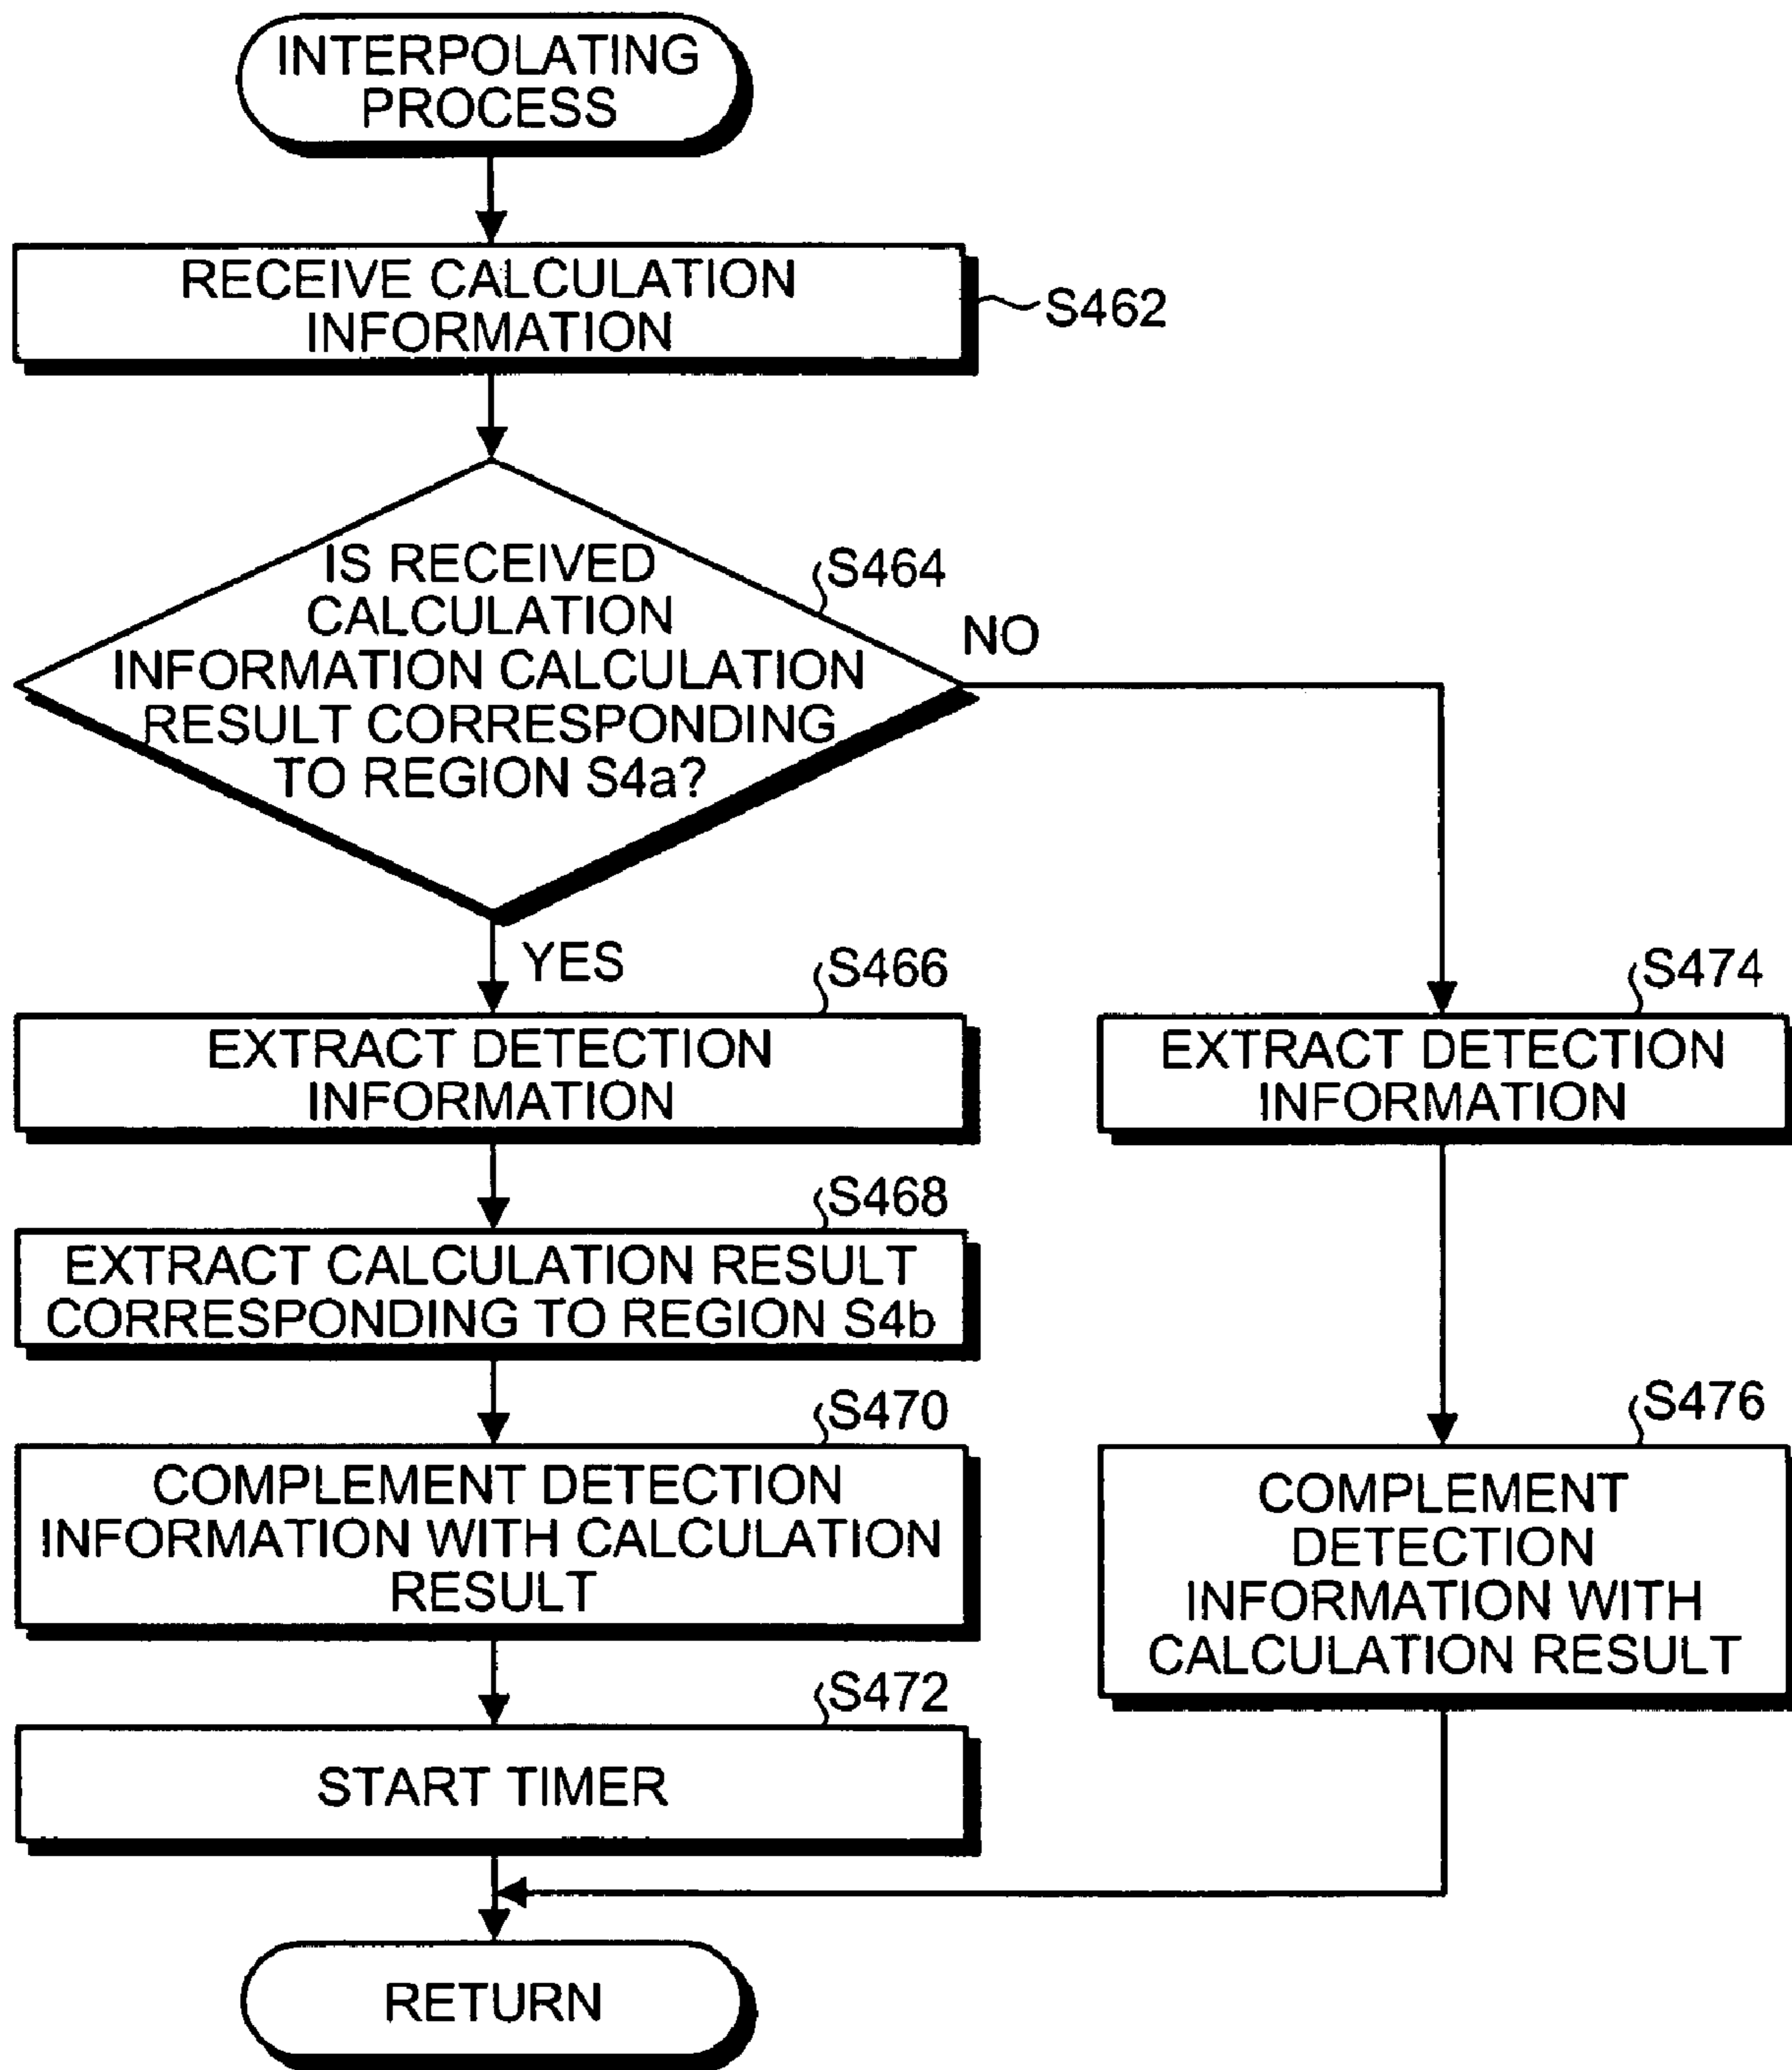 INTERPOLATING
PROCESS
RECEIVE CALCULATION
INFORMATION
S462
IS RECEIVED
CALCULATION
INFORMATION CALCULATION
RESULT CORRESPONDING
TO REGION S4a?
S464
NO
YES
S466
EXTRACT DETECTION
INFORMATION
S474
EXTRACT DETECTION
INFORMATION
S468
EXTRACT CALCULATION RESULT
CORRESPONDING TO REGION S4b
S470
COMPLEMENT DETECTION
INFORMATION WITH CALCULATION
RESULT
S476
COMPLEMENT
DETECTION
INFORMATION WITH
CALCULATION RESULT
S472
START TIMER
RETURN